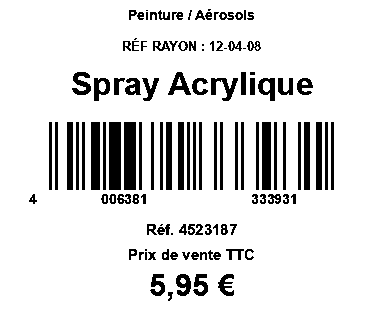 Peinture / Aérosols
RÉF RAYON : 12-04-08
Spray Acrylique
4 006381 333931
Réf. 4523187
Prix de vente TTC
5,95 €